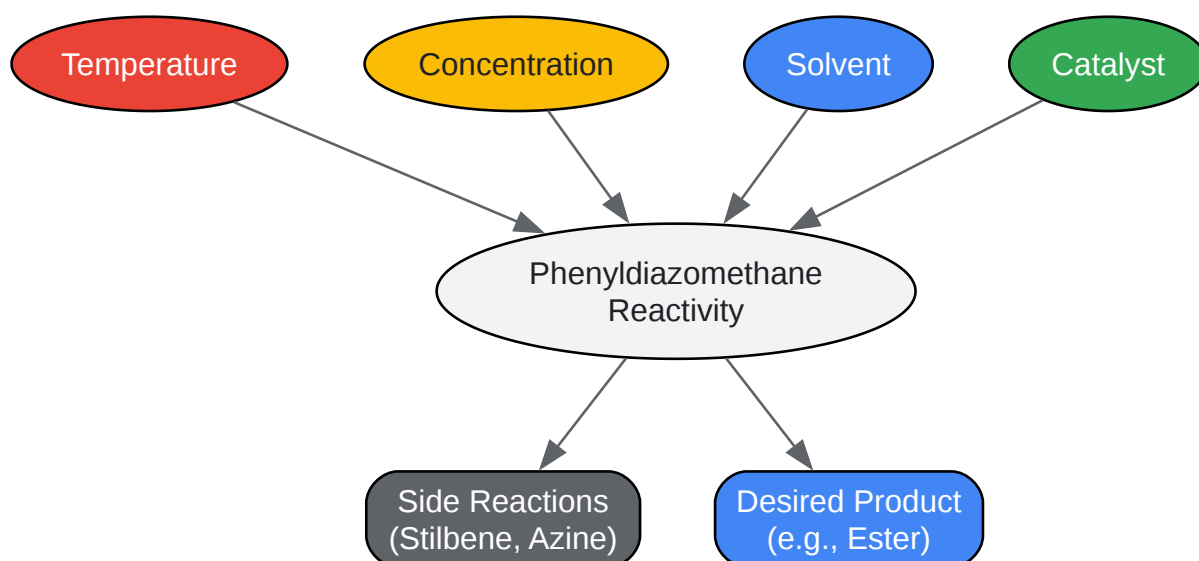 Temperature
Concentration
Solvent
Catalyst
Phenyldiazomethane
Reactivity
Side Reactions
(Stilbene, Azine)
Desired Product
(e.g., Ester)